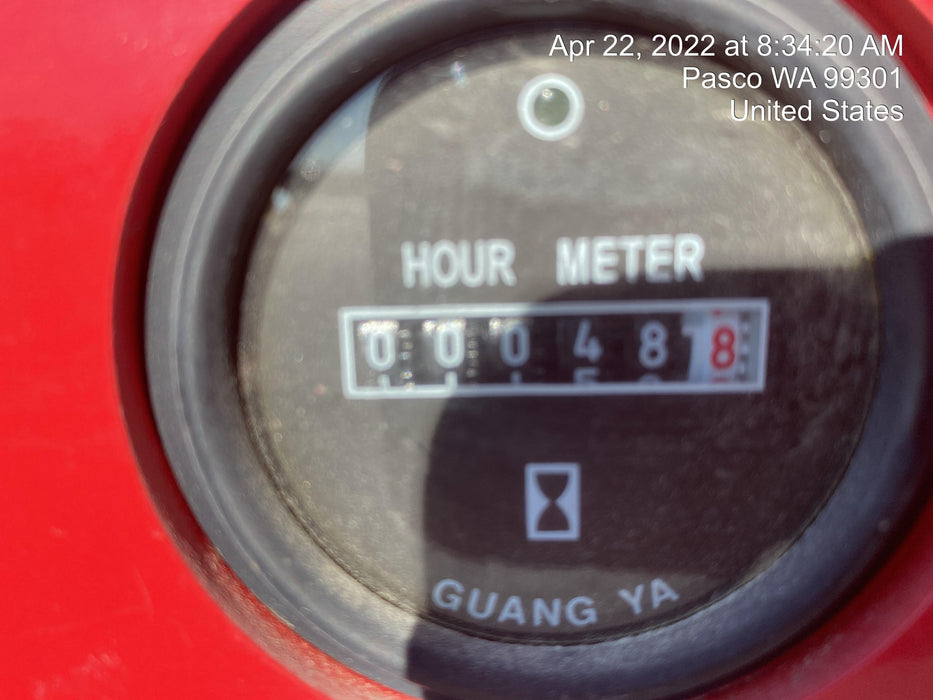 Apr 22, 2022 at 8:34:20 AM
Pasco WA 99301
United States
HOUR METER
0 0 0 4 8 8
GUANG YA